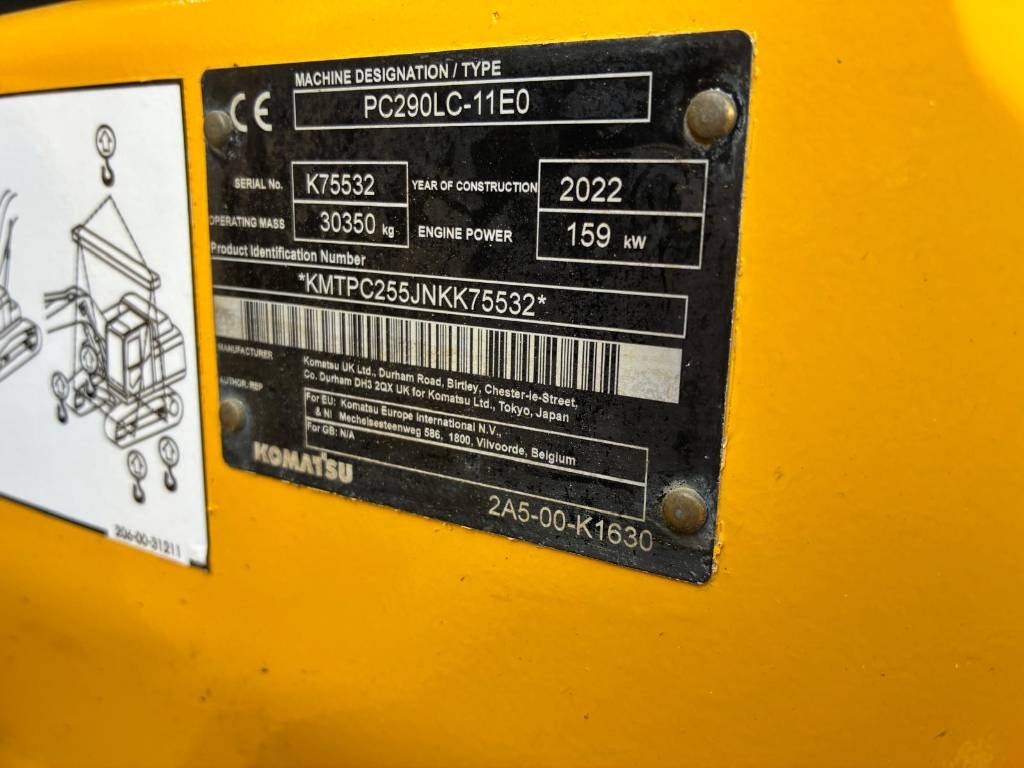 MACHINE DESIGNATION / TYPE
CE
PC290LC-11E0
SERIAL No. K75532 YEAR OF CONSTRUCTION 2022
OPERATING MASS 30350 kg ENGINE POWER 159 kW
Product Identification Number
*KMTPC255JNKK75532*
MANUFACTURER Komatsu UK Ltd., Durham Road, Birtley, Chester-le-Street,
Co. Durham DH3 2QX UK for Komatsu Ltd., Tokyo, Japan
AUTHOR. REP
For EU: Komatsu Europe International N.V.,
& NI Mechelsesteenweg 586, 1800, Vilvoorde, Belgium
For GB: N/A
KOMATSU
2A5-00-K1630
206-00-31211